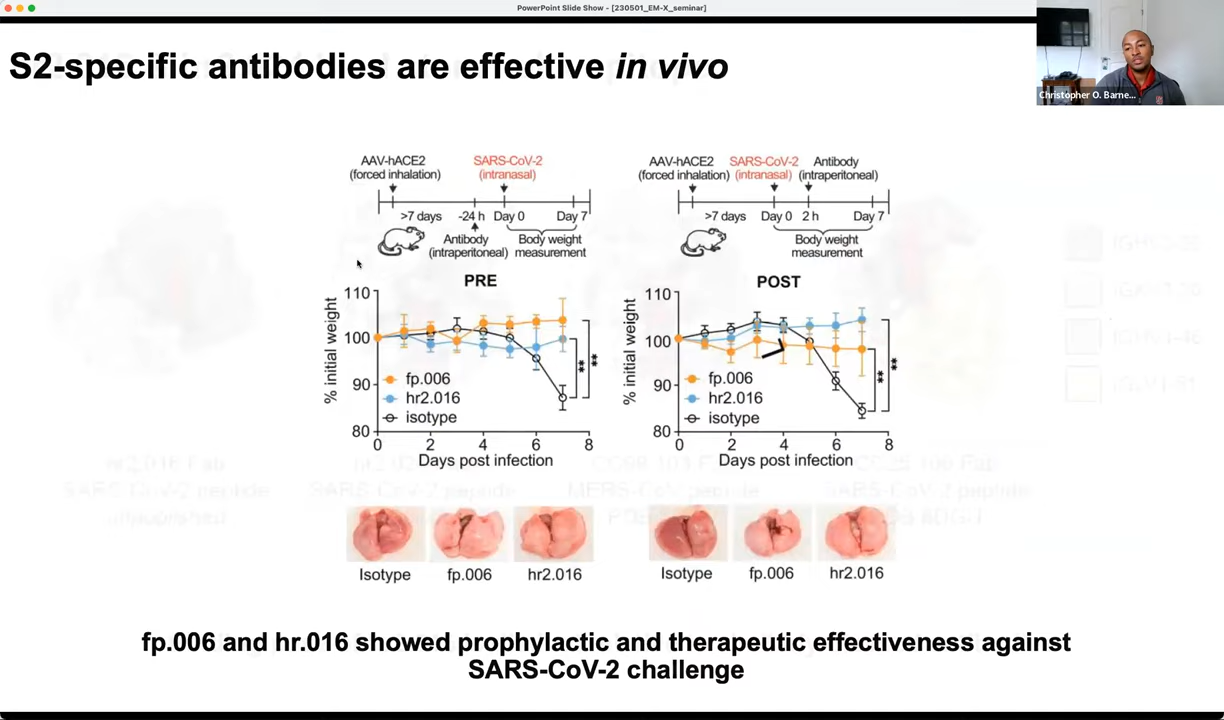 PowerPoint Slide Show - [230501_EM-X_seminar]
S2-specific antibodies are effective in vivo
Christopher O. Barne...
AAV-hACE2
(forced inhalation)
SARS-CoV-2
(intranasal)
>7 days
-24 h
Day 0
Day 7
Antibody
(intraperitoneal)
Body weight
measurement
AAV-hACE2
(forced inhalation)
SARS-CoV-2
(intranasal)
Antibody
(intraperitoneal)
>7 days
Day 0
2 h
Day 7
Body weight
measurement
PRE
% initial weight
110
100
90
80
fp.006
hr2.016
isotype
**
**
0 2 4 6 8
Days post infection
POST
% initial weight
110
100
90
80
fp.006
hr2.016
isotype
**
**
0 2 4 6 8
Days post infection
Isotype
fp.006
hr2.016
Isotype
fp.006
hr2.016
fp.006 and hr.016 showed prophylactic and therapeutic effectiveness against
SARS-CoV-2 challenge